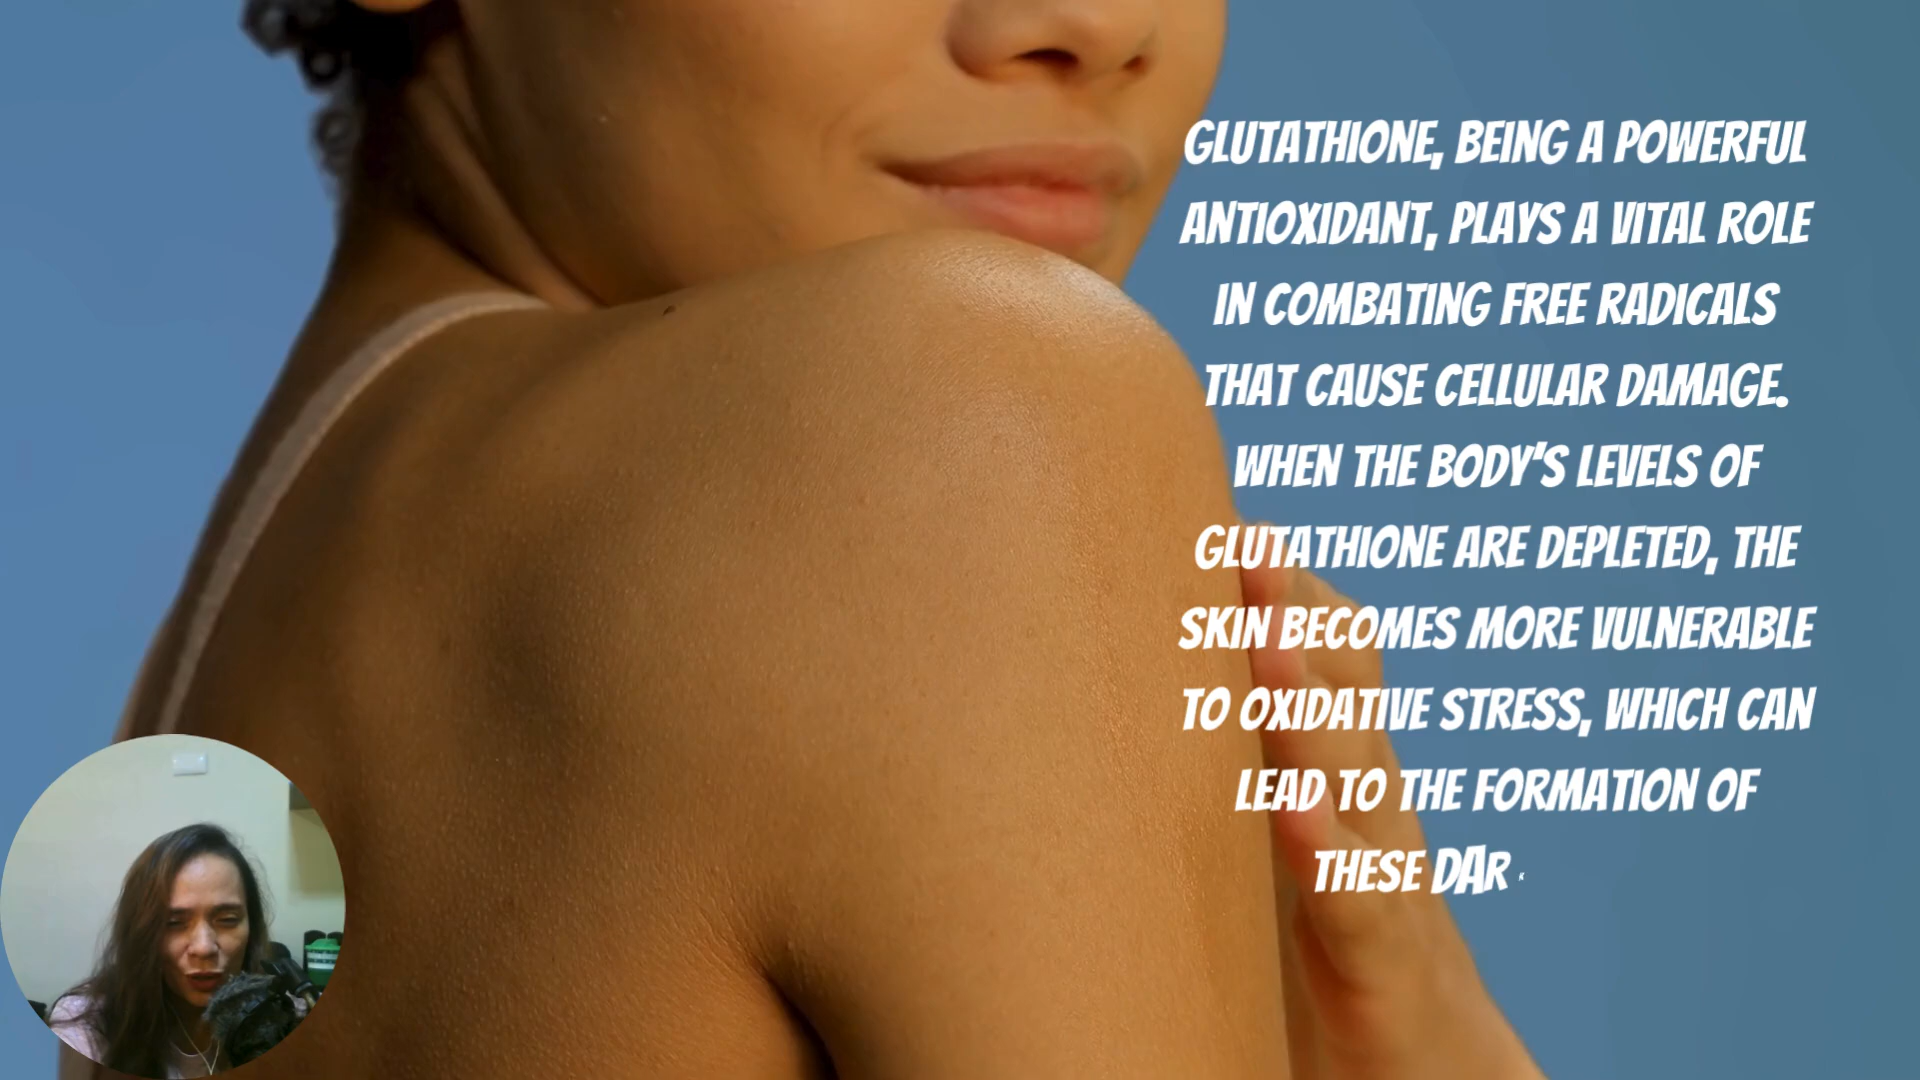 GLUTATHIONE, BEING A POWERFUL
ANTIOXIDANT, PLAYS A VITAL ROLE
IN COMBATING FREE RADICALS
THAT CAUSE CELLULAR DAMAGE.
WHEN THE BODY'S LEVELS OF
GLUTATHIONE ARE DEPLETED, THE
SKIN BECOMES MORE VULNERABLE
TO OXIDATIVE STRESS, WHICH CAN
LEAD TO THE FORMATION OF
THESE DARK